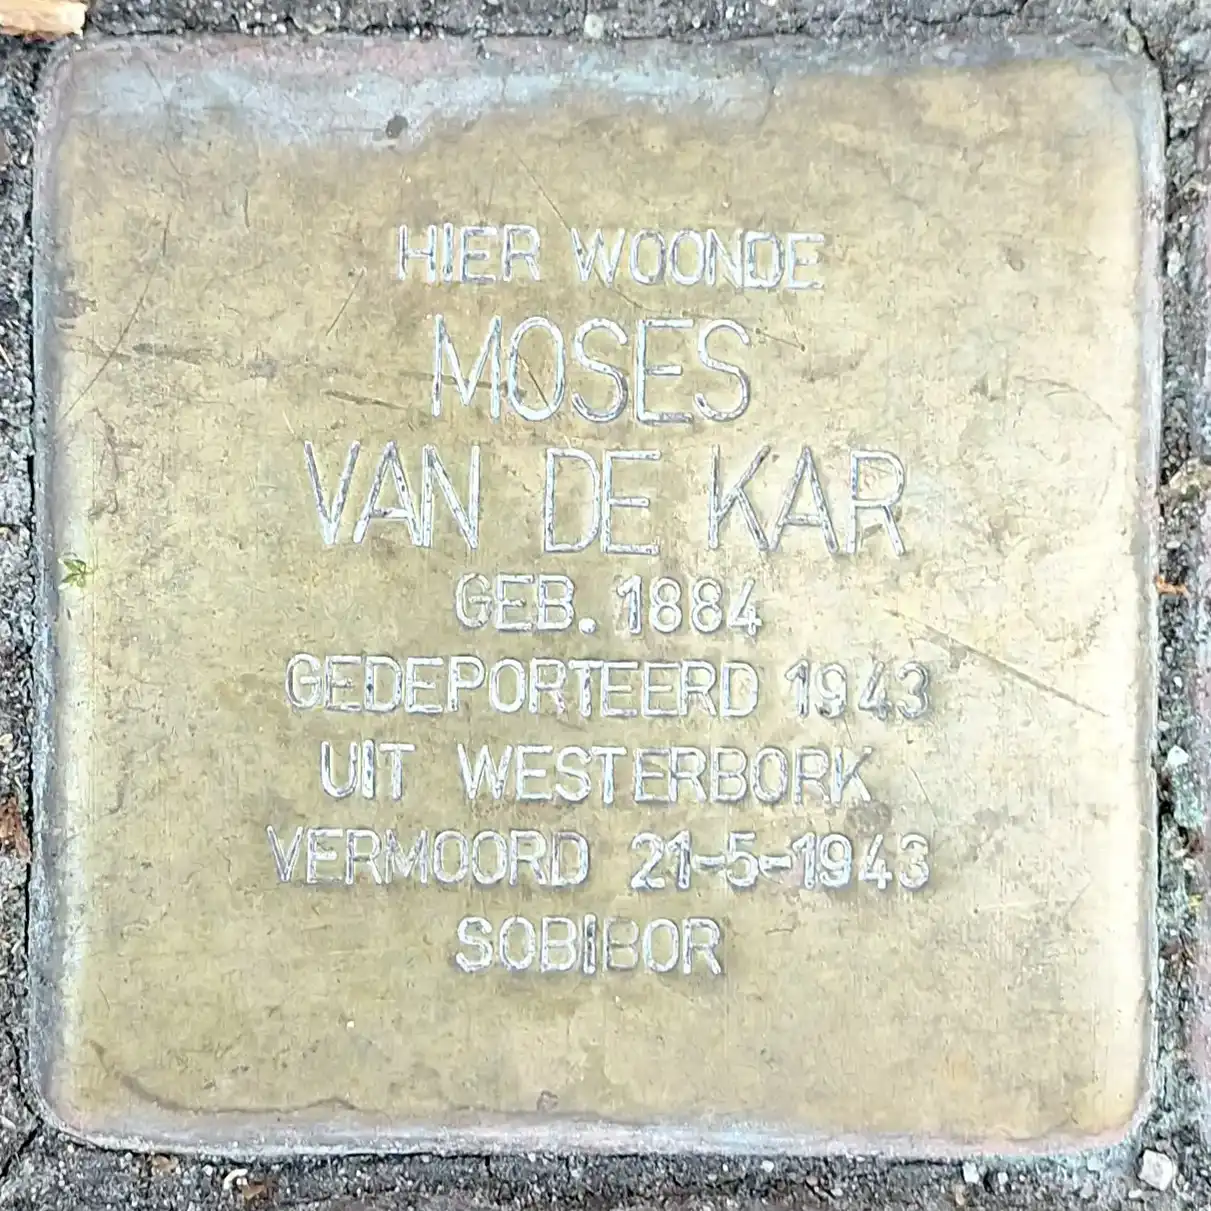 HIER WOONDE
MOSES
VAN DE KAR
GEB. 1884
GEDEPORTEERD 1943
UIT WESTERBORK
VERMOORD 21-5-1943
SOBIBOR